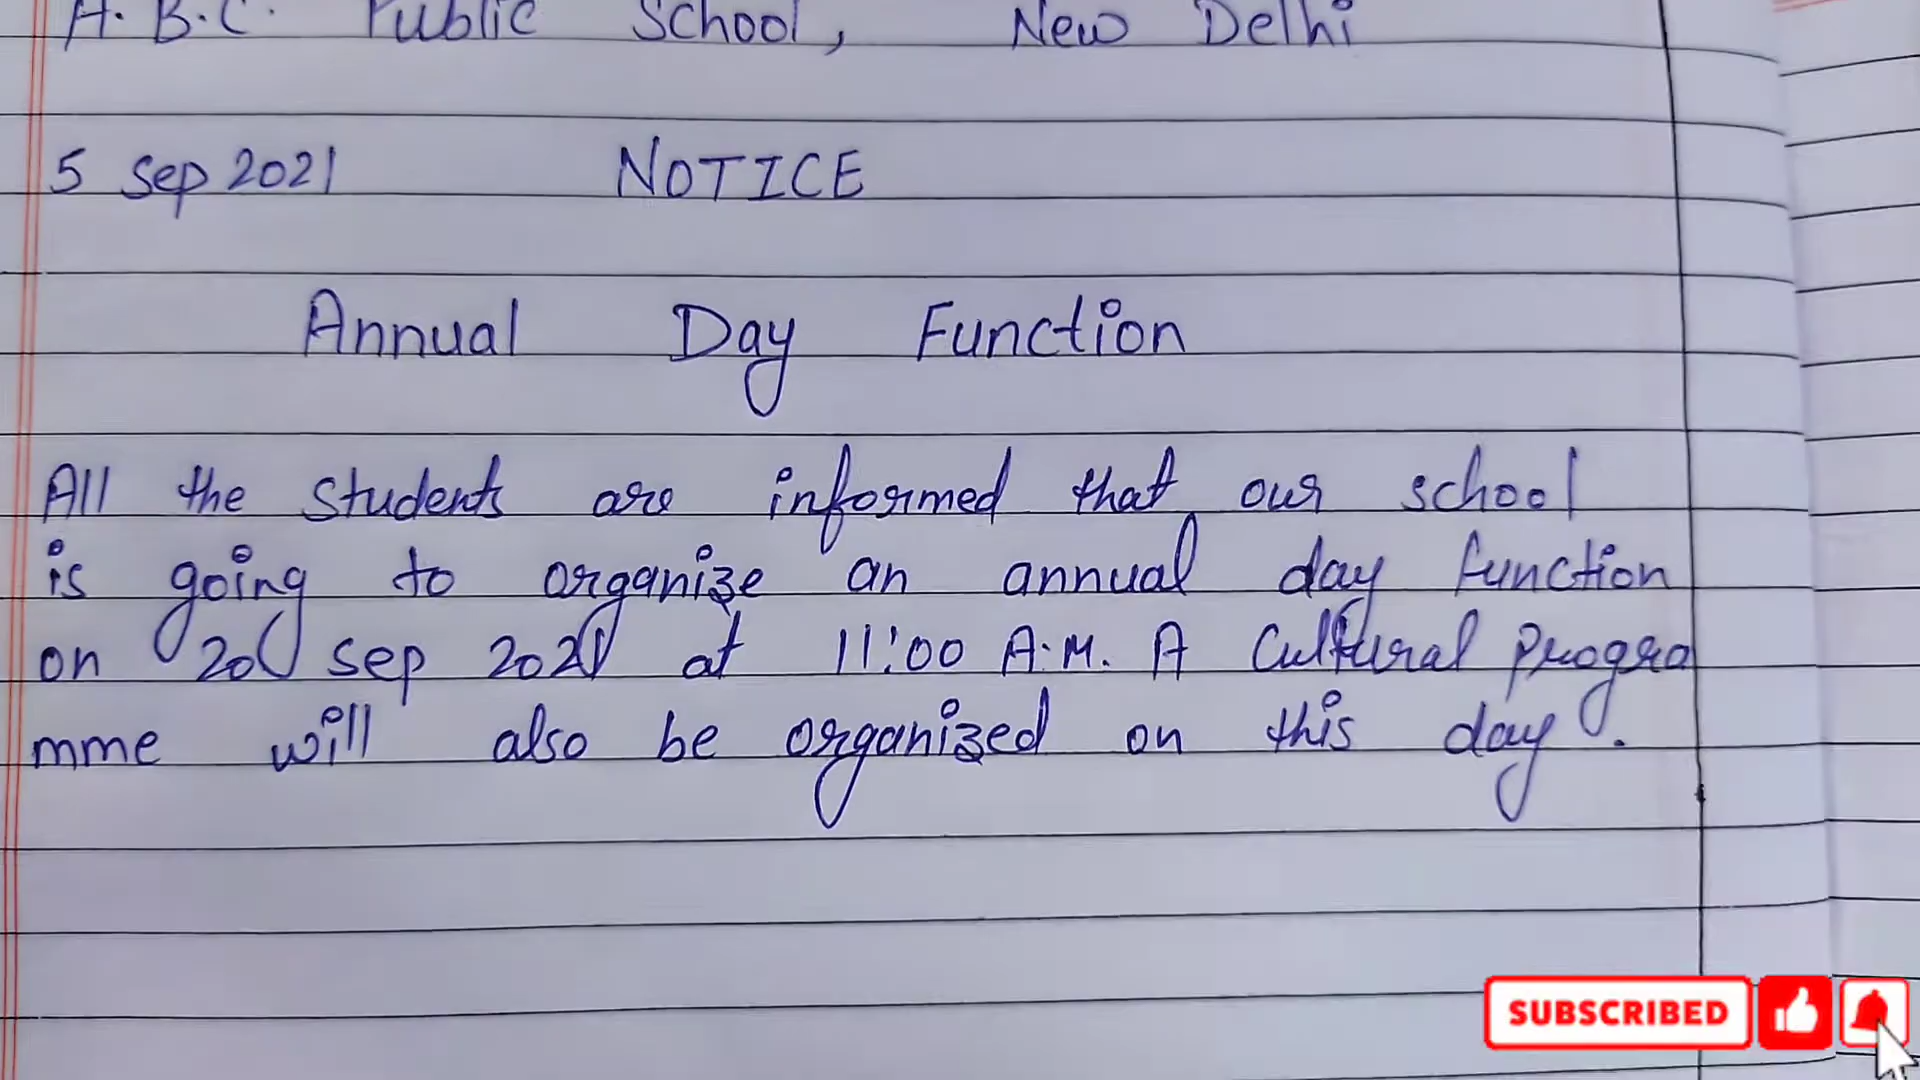 A. B. C. Public School, New Delhi
5 Sep 2021 NOTICE
Annual Day Function
All the Students are informed that our school
is going to organize an annual day function
on 20 Sep 2021 at 11:00 A.M. A Cultural Progra
mme will also be organized on this day.
SUBSCRIBED